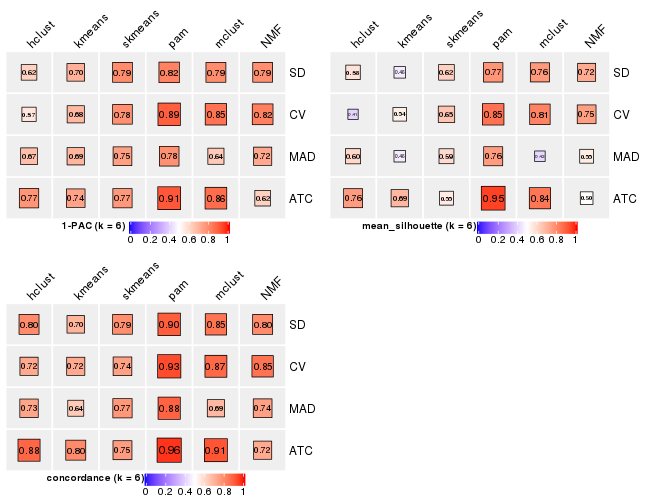 hclust kmeans skmeans pam mclust NMF
0.62 0.70 0.79 0.82 0.79 0.79 SD
0.57 0.68 0.78 0.89 0.85 0.82 CV
0.67 0.69 0.75 0.78 0.64 0.72 MAD
0.77 0.74 0.77 0.91 0.86 0.62 ATC
1-PAC (k = 6)
0 0.2 0.4 0.6 0.8 1
hclust kmeans skmeans pam mclust NMF
0.58 0.62 0.77 0.76 0.72 SD
0.54 0.65 0.85 0.81 0.75 CV
0.60 0.59 0.76 0.55 MAD
0.76 0.69 0.55 0.95 0.84 0.50 ATC
mean_silhouette (k = 6)
0 0.2 0.4 0.6 0.8 1
hclust kmeans skmeans pam mclust NMF
0.80 0.70 0.79 0.90 0.85 0.80 SD
0.72 0.72 0.74 0.93 0.87 0.85 CV
0.73 0.64 0.77 0.88 0.69 0.74 MAD
0.88 0.80 0.75 0.96 0.91 0.72 ATC
concordance (k = 6)
0 0.2 0.4 0.6 0.8 1